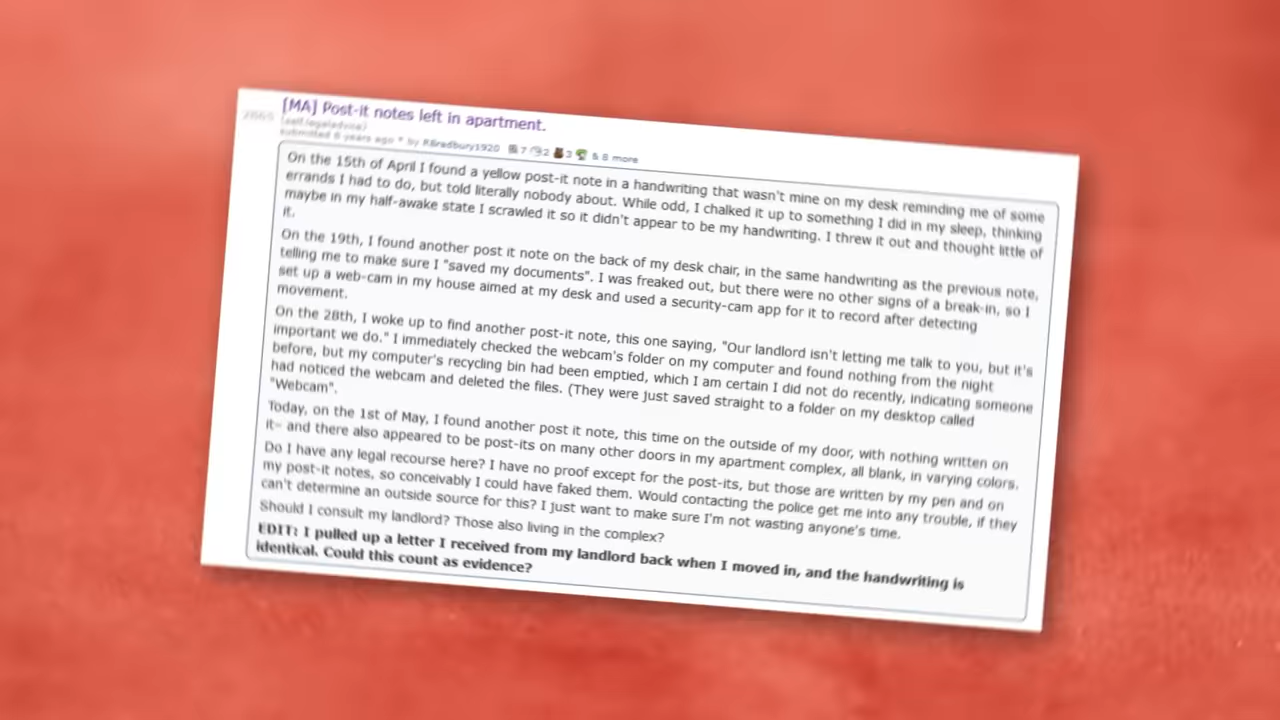 [MA] Post-it notes left in apartment.
(self.legaladvice)
submitted 6 years ago * by RBradbury1920 7 2 3 & 8 more
On the 15th of April I found a yellow post-it note in a handwriting that wasn't mine on my desk reminding me of some
errands I had to do, but told literally nobody about. While odd, I chalked it up to something I did in my sleep, thinking
maybe in my half-awake state I scrawled it so it didn't appear to be my handwriting. I threw it out and thought little of
it.
On the 19th, I found another post it note on the back of my desk chair, in the same handwriting as the previous note,
telling me to make sure I "saved my documents". I was freaked out, but there were no other signs of a break-in, so I
set up a web-cam in my house aimed at my desk and used a security-cam app for it to record after detecting
movement.
On the 28th, I woke up to find another post-it note, this one saying, "Our landlord isn't letting me talk to you, but it's
important we do." I immediately checked the webcam's folder on my computer and found nothing from the night
before, but my computer's recycling bin had been emptied, which I am certain I did not do recently, indicating someone
had noticed the webcam and deleted the files. (They were just saved straight to a folder on my desktop called
"Webcam".
Today, on the 1st of May, I found another post it note, this time on the outside of my door, with nothing written on
it– and there also appeared to be post-its on many other doors in my apartment complex, all blank, in varying colors.
Do I have any legal recourse here? I have no proof except for the post-its, but those are written by my pen and on
my post-it notes, so conceivably I could have faked them. Would contacting the police get me into any trouble, if they
can't determine an outside source for this? I just want to make sure I'm not wasting anyone's time.
Should I consult my landlord? Those also living in the complex?
EDIT: I pulled up a letter I received from my landlord back when I moved in, and the handwriting is
identical. Could this count as evidence?